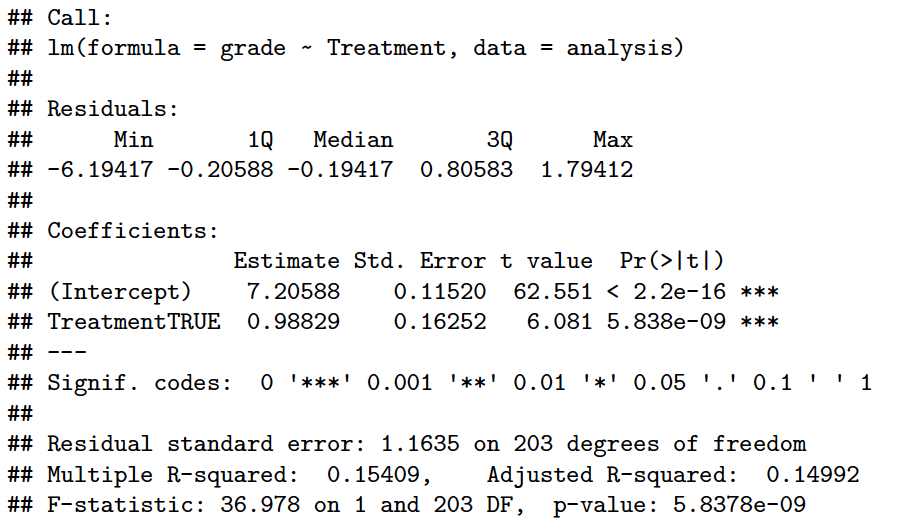 ## Call:
## lm(formula = grade ~ Treatment, data = analysis)
##
## Residuals:
##      Min       1Q   Median       3Q      Max
## -6.19417 -0.20588 -0.19417  0.80583  1.79412
##
## Coefficients:
##               Estimate Std. Error t value  Pr(>|t|)
## (Intercept)    7.20588    0.11520  62.551 < 2.2e-16 ***
## TreatmentTRUE  0.98829    0.16252   6.081 5.838e-09 ***
## ---
## Signif. codes:  0 '***' 0.001 '**' 0.01 '*' 0.05 '.' 0.1 ' ' 1
##
## Residual standard error: 1.1635 on 203 degrees of freedom
## Multiple R-squared:  0.15409,    Adjusted R-squared:  0.14992
## F-statistic: 36.978 on 1 and 203 DF,  p-value: 5.8378e-09